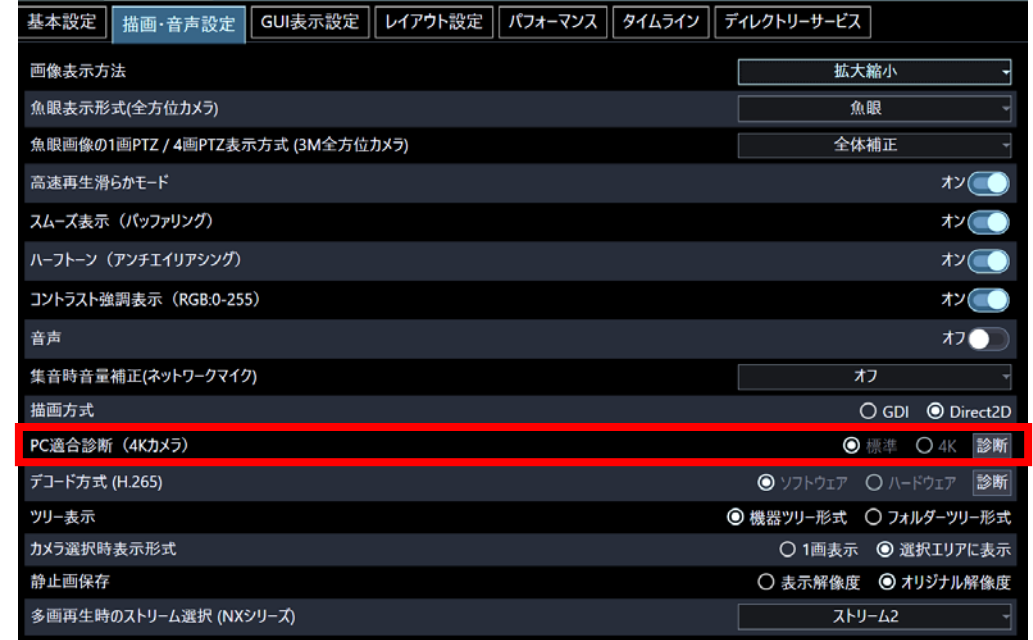 基本設定 描画・音声設定 GUI表示設定 レイアウト設定 パフォーマンス タイムライン ディレクトリーサービス
画像表示方法 拡大縮小
魚眼表示形式(全方位カメラ) 魚眼
魚眼画像の1画PTZ / 4画PTZ表示方式 (3M全方位カメラ) 全体補正
高速再生滑らかモード オン
スムーズ表示（バッファリング） オン
ハーフトーン（アンチエイリアシング） オン
コントラスト強調表示（RGB:0-255） オン
音声 オフ
集音時音量補正(ネットワークマイク) オフ
描画方式 GDI Direct2D
PC適合診断（4Kカメラ） 標準 4K 診断
デコード方式 (H.265) ソフトウェア ハードウェア 診断
ツリー表示 機器ツリー形式 フォルダーツリー形式
カメラ選択時表示形式 1画表示 選択エリアに表示
静止画保存 表示解像度 オリジナル解像度
多画再生時のストリーム選択 (NXシリーズ) ストリーム2